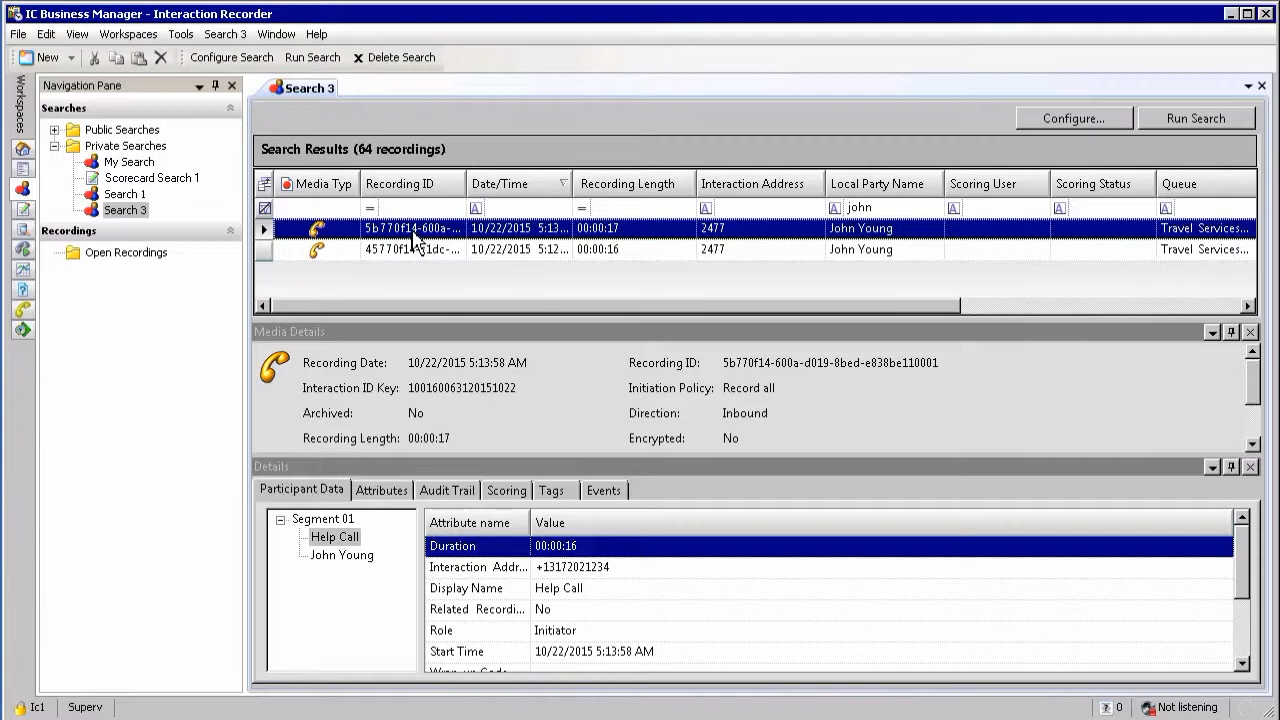 IC Business Manager - Interaction Recorder
File Edit View Workspaces Tools Search 3 Window Help
New Configure Search Run Search Delete Search
Workspaces
Navigation Pane
Searches
Public Searches
Private Searches
My Search
Scorecard Search 1
Search 1
Search 3
Recordings
Open Recordings
Search 3
Configure... Run Search
Search Results (64 recordings)
Media Typ Recording ID Date/Time Recording Length Interaction Address Local Party Name Scoring User Scoring Status Queue
= A = A A john A A A
5b770f14-600a-... 10/22/2015 5:13... 00:00:17 2477 John Young Travel Services...
45770f14-51dc-... 10/22/2015 5:12... 00:00:16 2477 John Young Travel Services...
Media Details
Recording Date: 10/22/2015 5:13:58 AM Recording ID: 5b770f14-600a-d019-8bed-e838be110001
Interaction ID Key: 100160063120151022 Initiation Policy: Record all
Archived: No Direction: Inbound
Recording Length: 00:00:17 Encrypted: No
Details
Participant Data Attributes Audit Trail Scoring Tags Events
Segment 01
Help Call
John Young
Attribute name Value
Duration 00:00:16
Interaction Addr... +13172021234
Display Name Help Call
Related Recordi... No
Role Initiator
Start Time 10/22/2015 5:13:58 AM
Ic1 Superv 0 Not listening